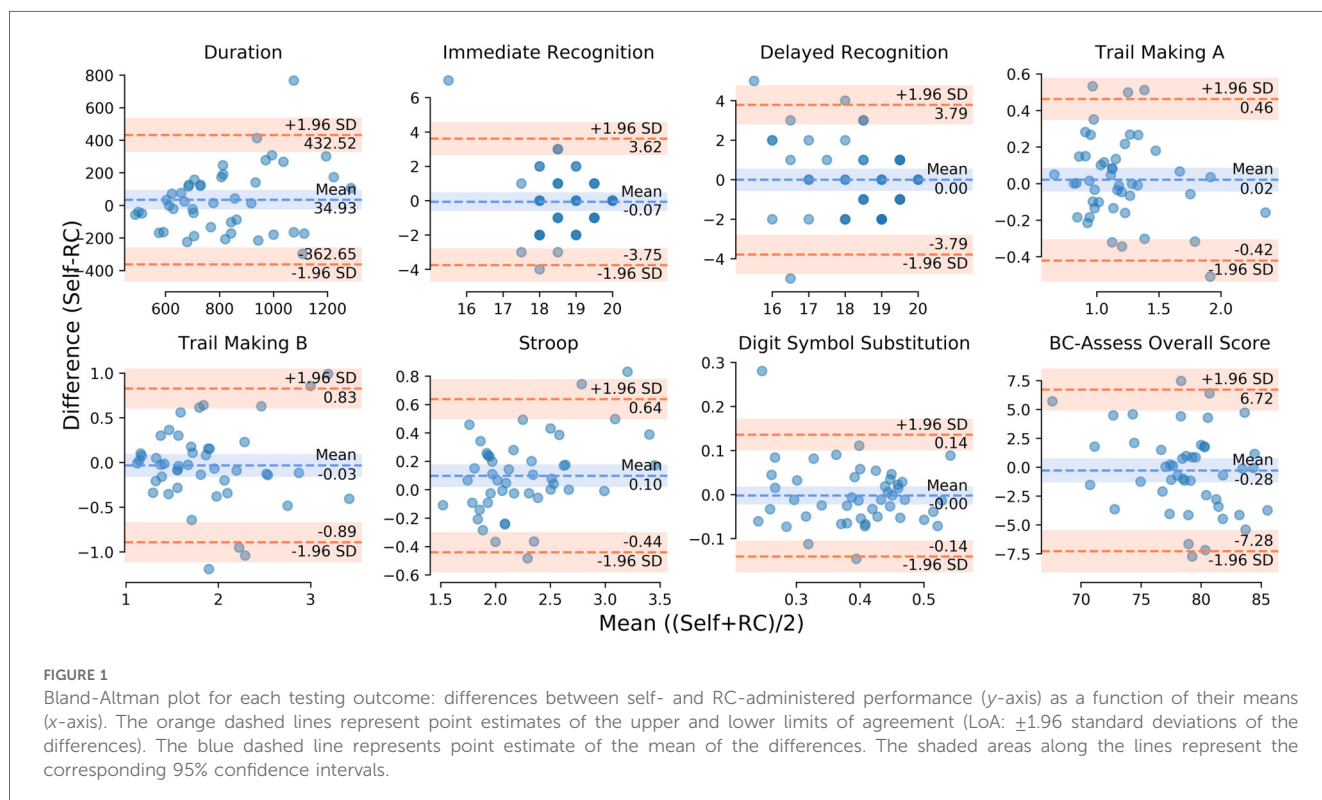 Duration
Immediate Recognition
Delayed Recognition
Trail Making A
800
600
400
200
0
−200
−400
+1.96 SD
432.52
Mean
34.93
-362.65
-1.96 SD
600 800 1000 1200
6
4
2
0
−2
−4
+1.96 SD
3.62
Mean
-0.07
-3.75
-1.96 SD
16 17 18 19 20
4
2
0
−2
−4
+1.96 SD
3.79
Mean
0.00
-3.79
-1.96 SD
16 17 18 19 20
0.6
0.4
0.2
0.0
−0.2
−0.4
+1.96 SD
0.46
Mean
0.02
-0.42
-1.96 SD
1.0 1.5 2.0
Difference (Self-RC)
Trail Making B
Stroop
Digit Symbol Substitution
BC-Assess Overall Score
1.0
0.5
0.0
−0.5
−1.0
+1.96 SD
0.83
Mean
-0.03
-0.89
-1.96 SD
1 2 3
0.8
0.6
0.4
0.2
0.0
−0.2
−0.4
−0.6
+1.96 SD
0.64
Mean
0.10
-0.44
-1.96 SD
1.5 2.0 2.5 3.0 3.5
0.3
0.2
0.1
0.0
−0.1
+1.96 SD
0.14
Mean
-0.00
-0.14
-1.96 SD
0.3 0.4 0.5
7.5
5.0
2.5
0.0
−2.5
−5.0
−7.5
+1.96 SD
6.72
Mean
-0.28
-7.28
-1.96 SD
70 75 80 85
Mean ((Self+RC)/2)
FIGURE 1
Bland-Altman plot for each testing outcome: differences between self- and RC-administered performance (y-axis) as a function of their means
(x-axis). The orange dashed lines represent point estimates of the upper and lower limits of agreement (LoA: ±1.96 standard deviations of the
differences). The blue dashed line represents point estimate of the mean of the differences. The shaded areas along the lines represent the
corresponding 95% confidence intervals.